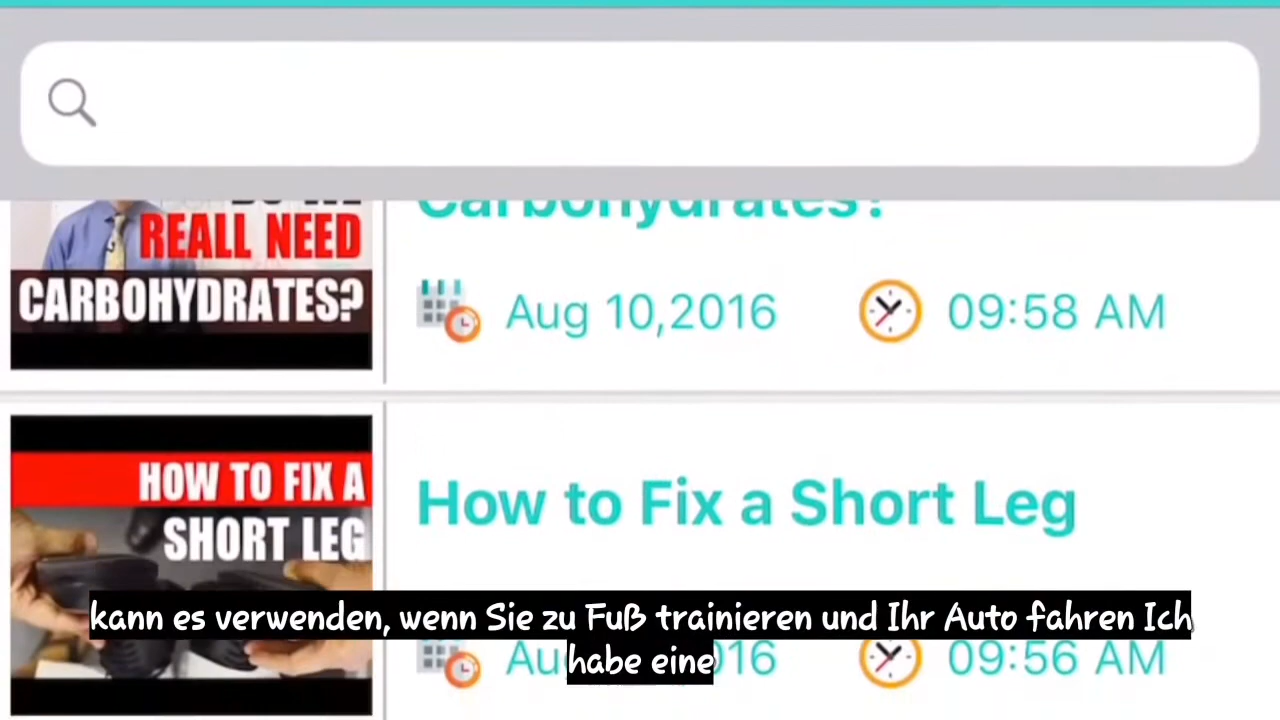 REALL NEED
CARBOHYDRATES?
Carbohydrates?
Aug 10,2016
09:58 AM
HOW TO FIX A
SHORT LEG
How to Fix a Short Leg
kann es verwenden, wenn Sie zu Fuß trainieren und Ihr Auto fahren Ich
habe eine
09:56 AM